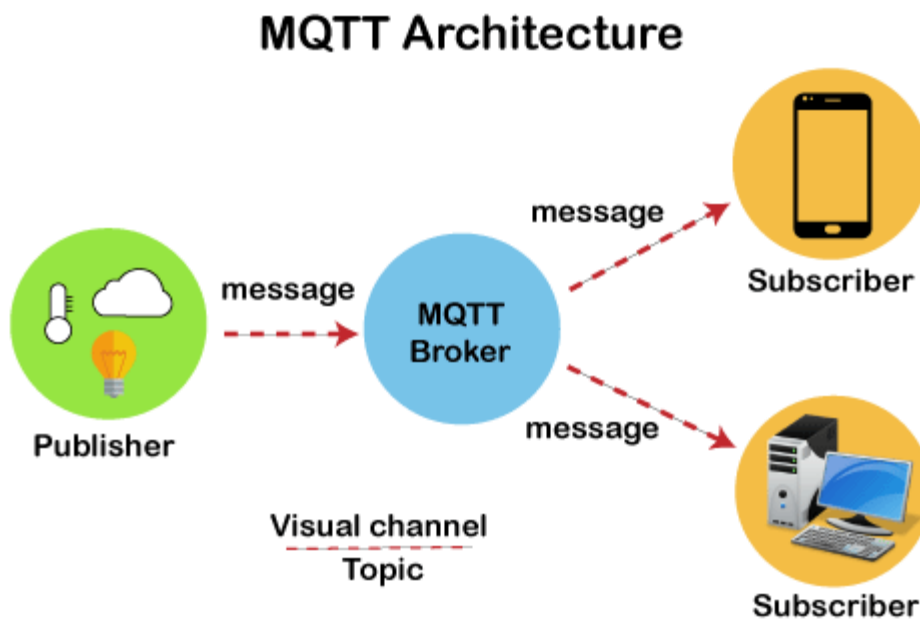 MQTT Architecture
message
Subscriber
message
MQTT
Broker
Publisher
message
Visual channel
Topic
Subscriber